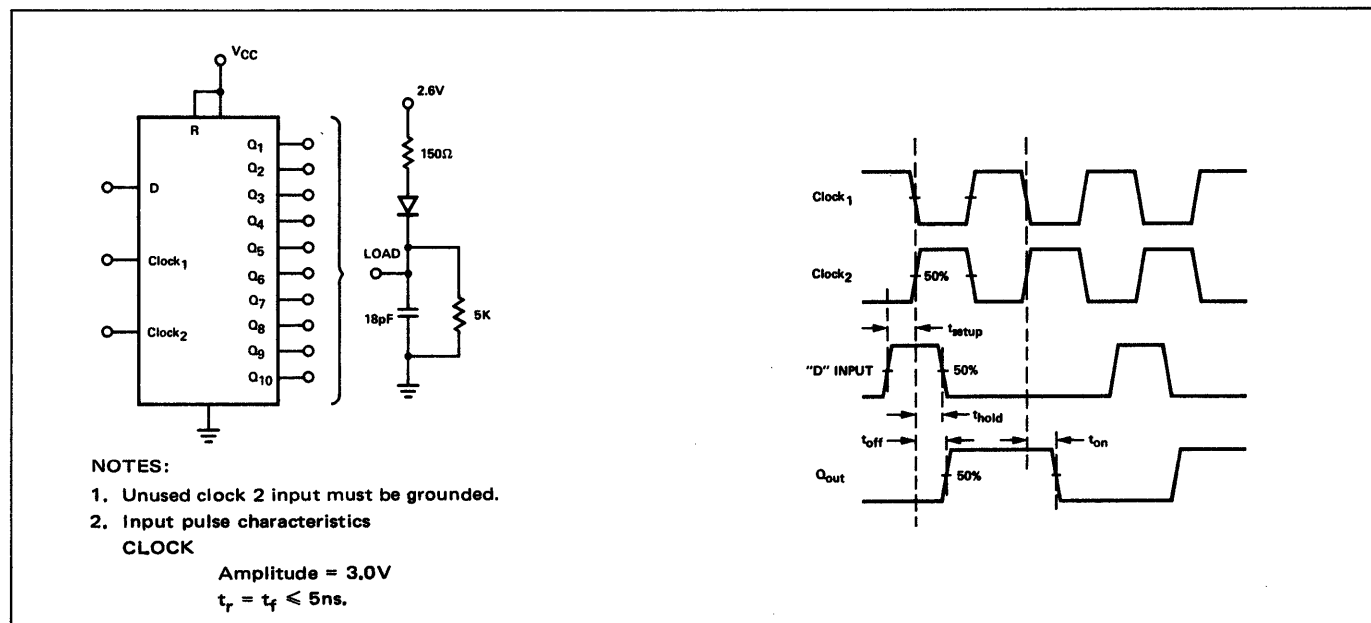 VCC
2.6V
R
150Ω
Q1
Q2
D
Q3
Q4
Q5
LOAD
Clock1
Q6
Q7
18pF
5K
Q8
Clock2
Q9
Q10
NOTES:
1. Unused clock 2 input must be grounded.
2. Input pulse characteristics
CLOCK
Amplitude = 3.0V
tr = tf ≤ 5ns.
Clock1
Clock2
50%
tsetup
"D" INPUT
50%
thold
toff
ton
Qout
50%